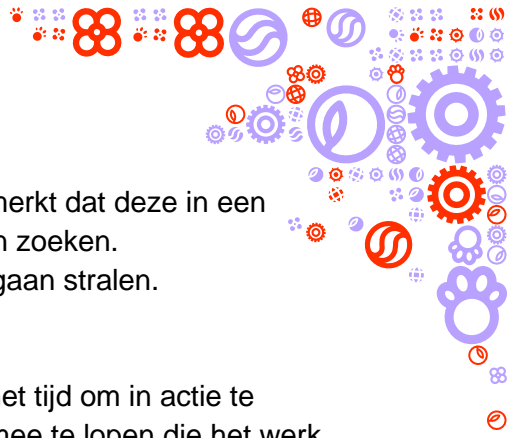 merkt dat deze in een
zoeken.
gaan stralen.
tijd om in actie te
mee te lopen die het werk